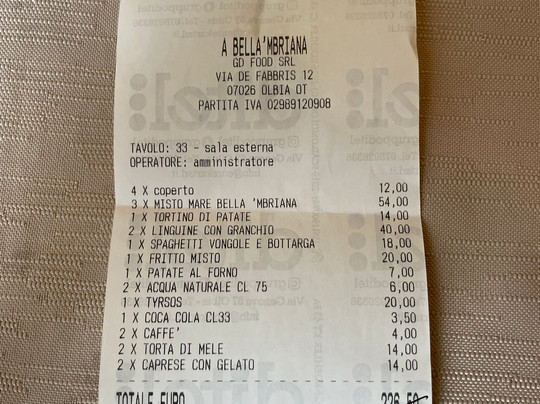 A BELLA'MBRIANA
GD FOOD SRL
VIA DE FABBRIS 12
07026 OLBIA OT
PARTITA IVA 02989120908
TAVOLO: 33 - sala esterna
OPERATORE: amministratore
4 X coperto 12,00
3 X MISTO MARE BELLA 'MBRIANA 54,00
1 X TORTINO DI PATATE 14,00
2 X LINGUINE CON GRANCHIO 40,00
1 X SPAGHETTI VONGOLE E BOTTARGA 18,00
1 X FRITTO MISTO 20,00
1 X PATATE AL FORNO 7,00
2 X ACQUA NATURALE CL 75 6,00
1 X TYRSOS 20,00
1 X COCA COLA CL33 3,50
2 X CAFFE' 4,00
2 X TORTA DI MELE 14,00
2 X CAPRESE CON GELATO 14,00
TOTALE EURO 226,50